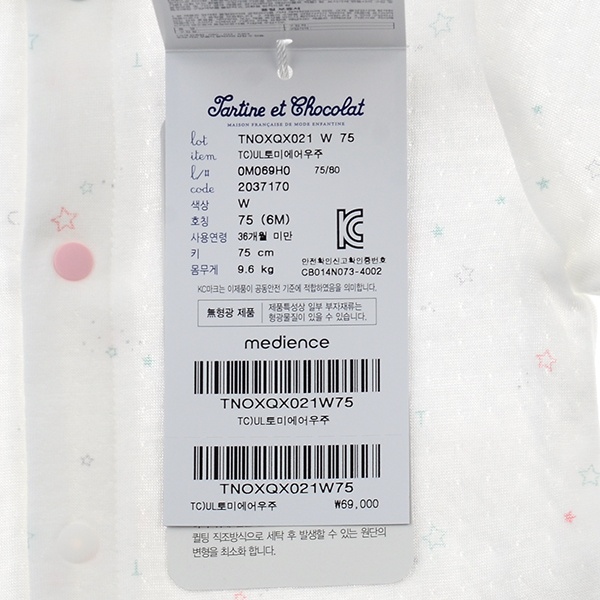 Tartine et Chocolat
MAISON FRANÇAISE DE MODE ENFANTINE
lot TNOXQX021 W 75
item TC)UL토미에어우주
l/# 0M069H0 75/80
code 2037170
색상 W
호칭 75 (6M)
사용연령 36개월 미만
키 75 cm
몸무게 9.6 kg
안전확인신고확인증번호
CB014N073-4002
KC마크는 이제품이 공동안전 기준에 적합하였음을 의미합니다.
無형광 제품 제품특성상 일부 부자재류는
형광물질이 있을 수 있습니다.
medience
TNOXQX021W75
TC)UL토미에어우주
TNOXQX021W75
TC)UL토미에어우주 ₩69,000
퀼팅 직조방식으로 세탁 후 발생할 수 있는 원단의
변형을 최소화 합니다.